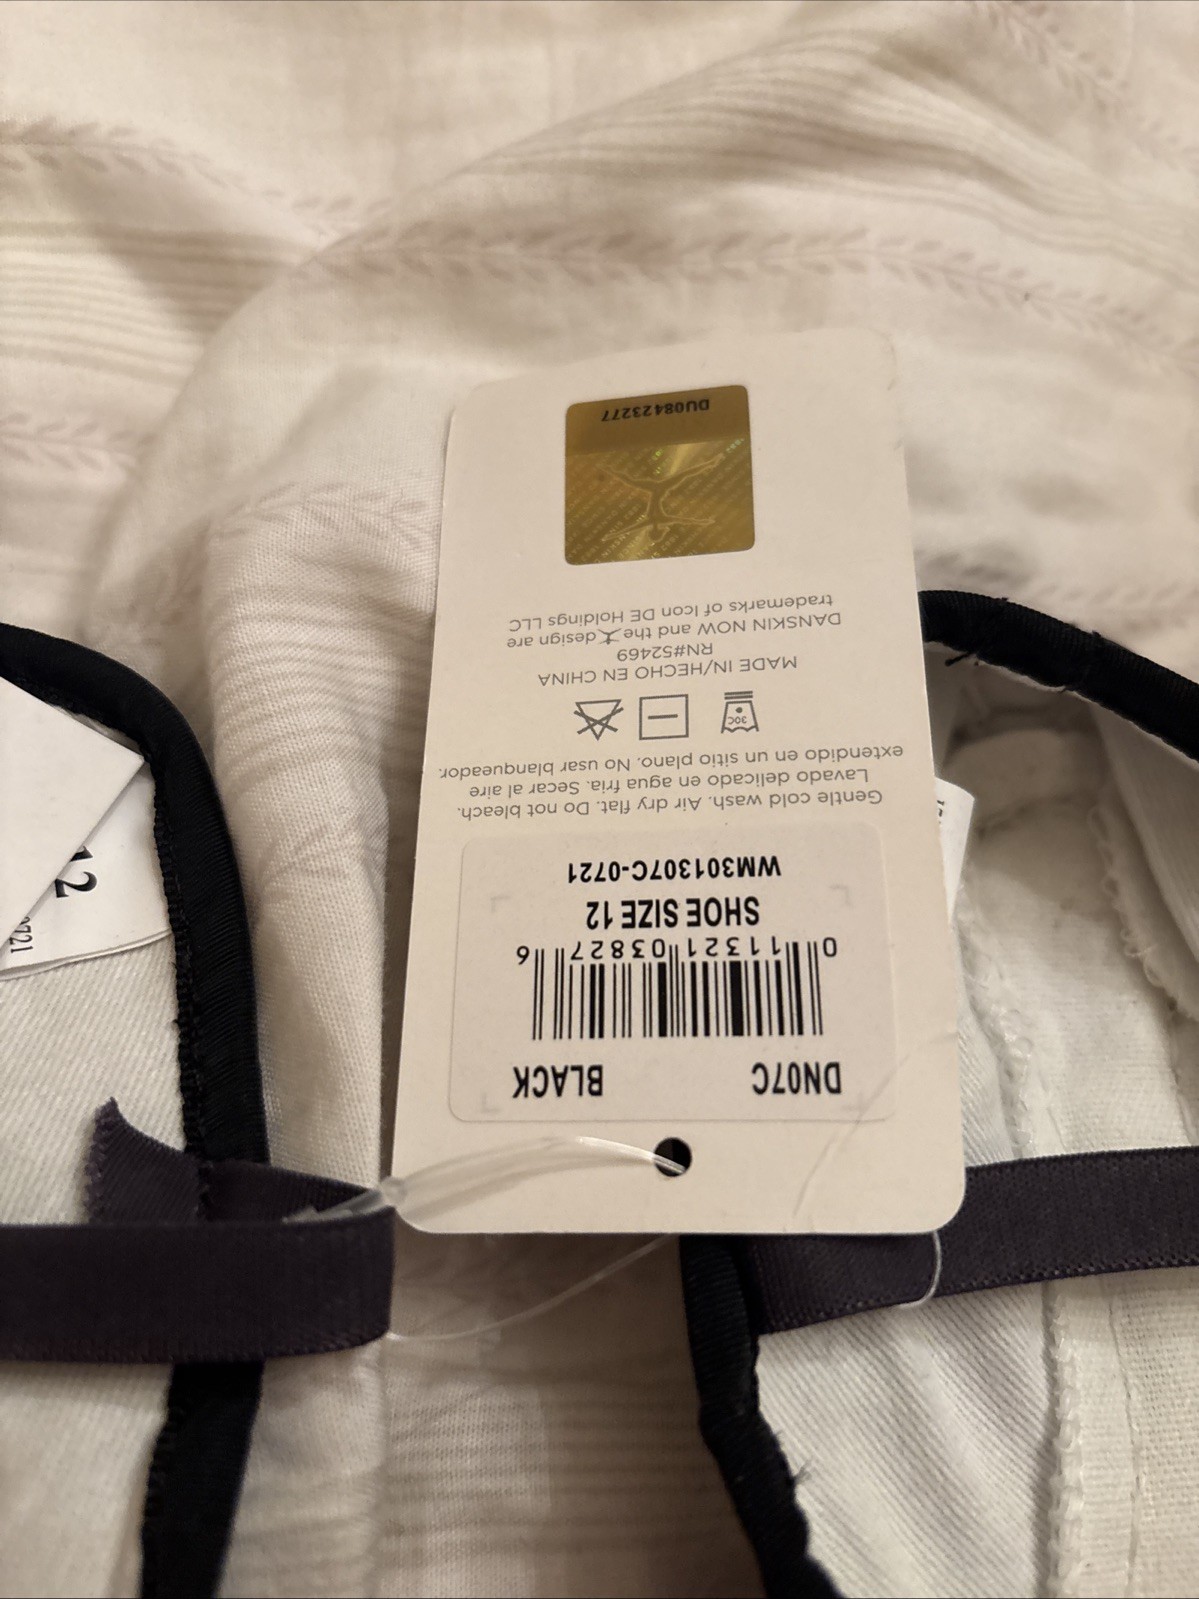 DN07C BLACK
0 11321 03827 6
SHOE SIZE 12
WM301307C-0721
Gentle cold wash. Air dry flat. Do not bleach.
Lavado delicado en agua fria. Secar al aire
extendido en un sitio plano. No usar blanqueador.
30C
MADE IN/HECHO EN CHINA
RN#52469
DANSKIN NOW and the design are
trademarks of Icon DE Holdings LLC
DU08423277
12
0721